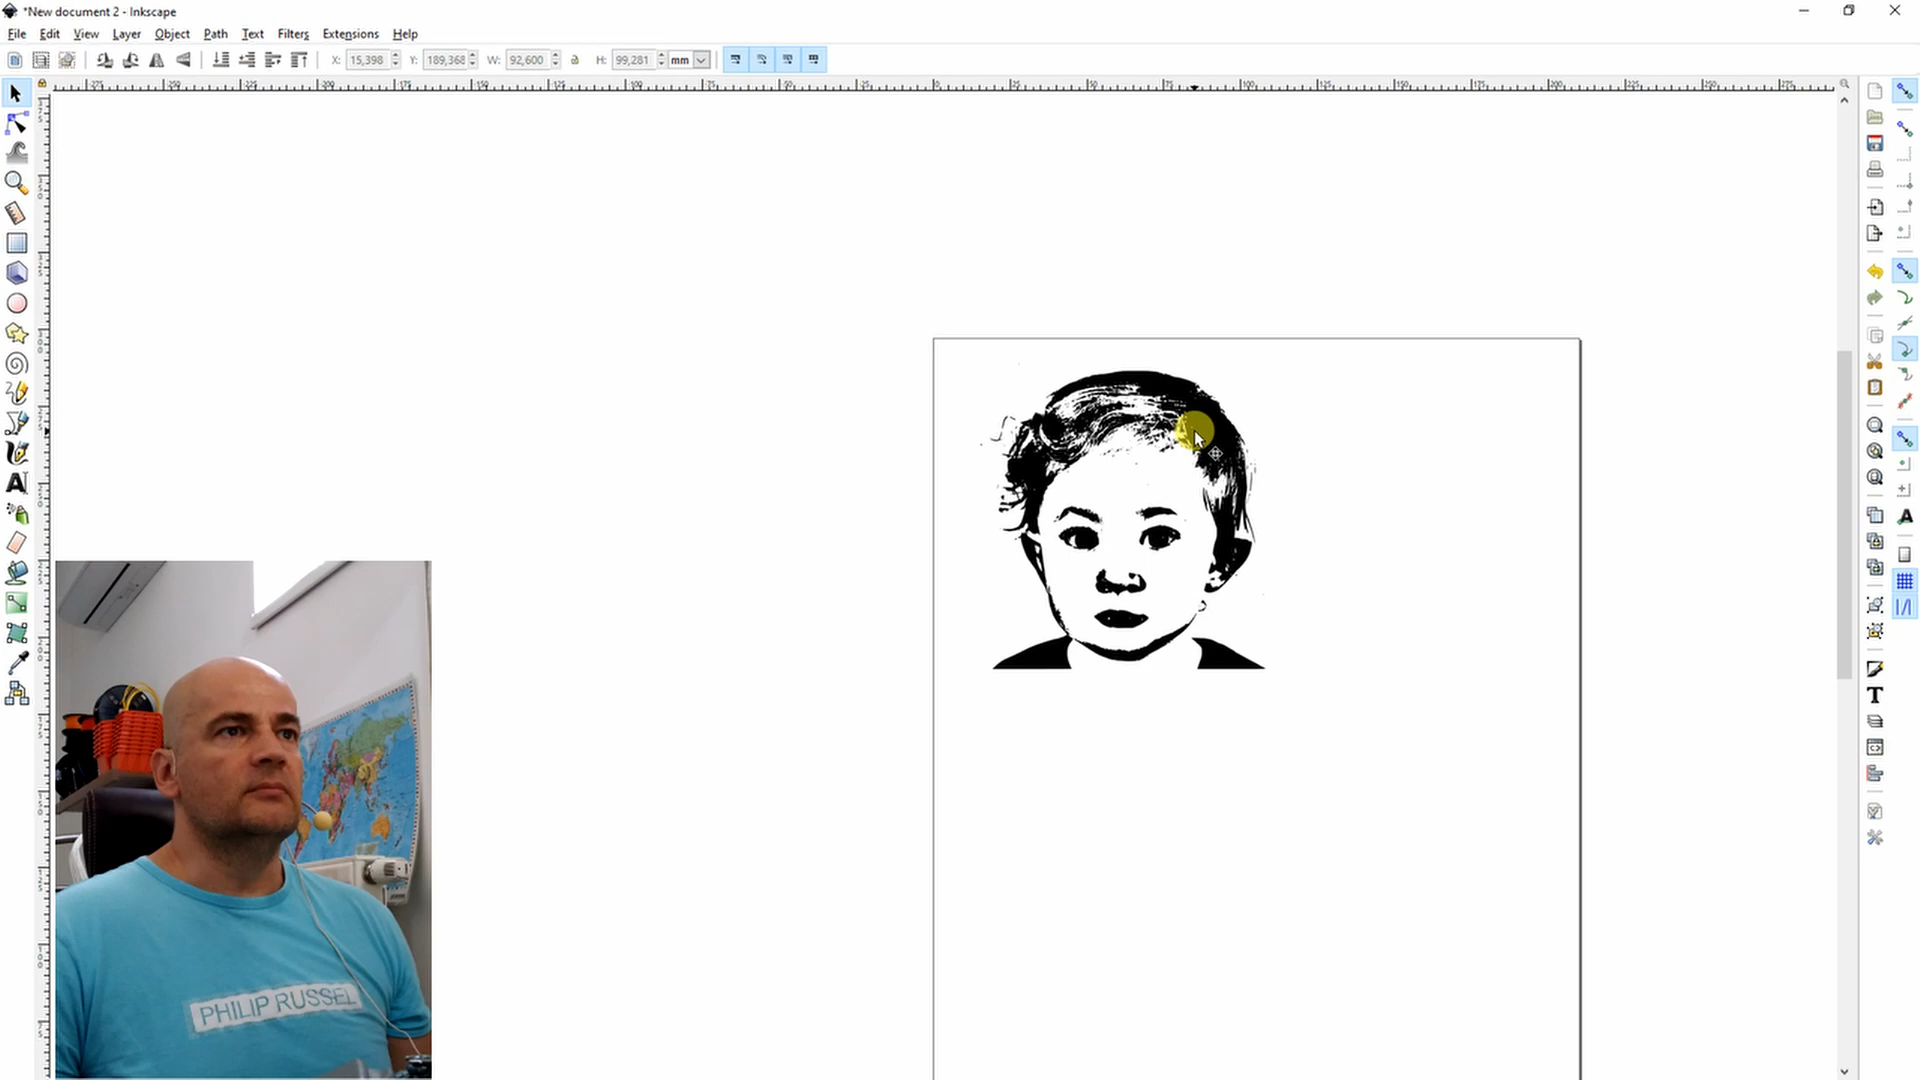 *New document 2 - Inkscape
File Edit View Layer Object Path Text Filters Extensions Help
X: 15,398 Y: 189,368 W: 92,600 H: 99,281 mm
PHILIP RUSSEL